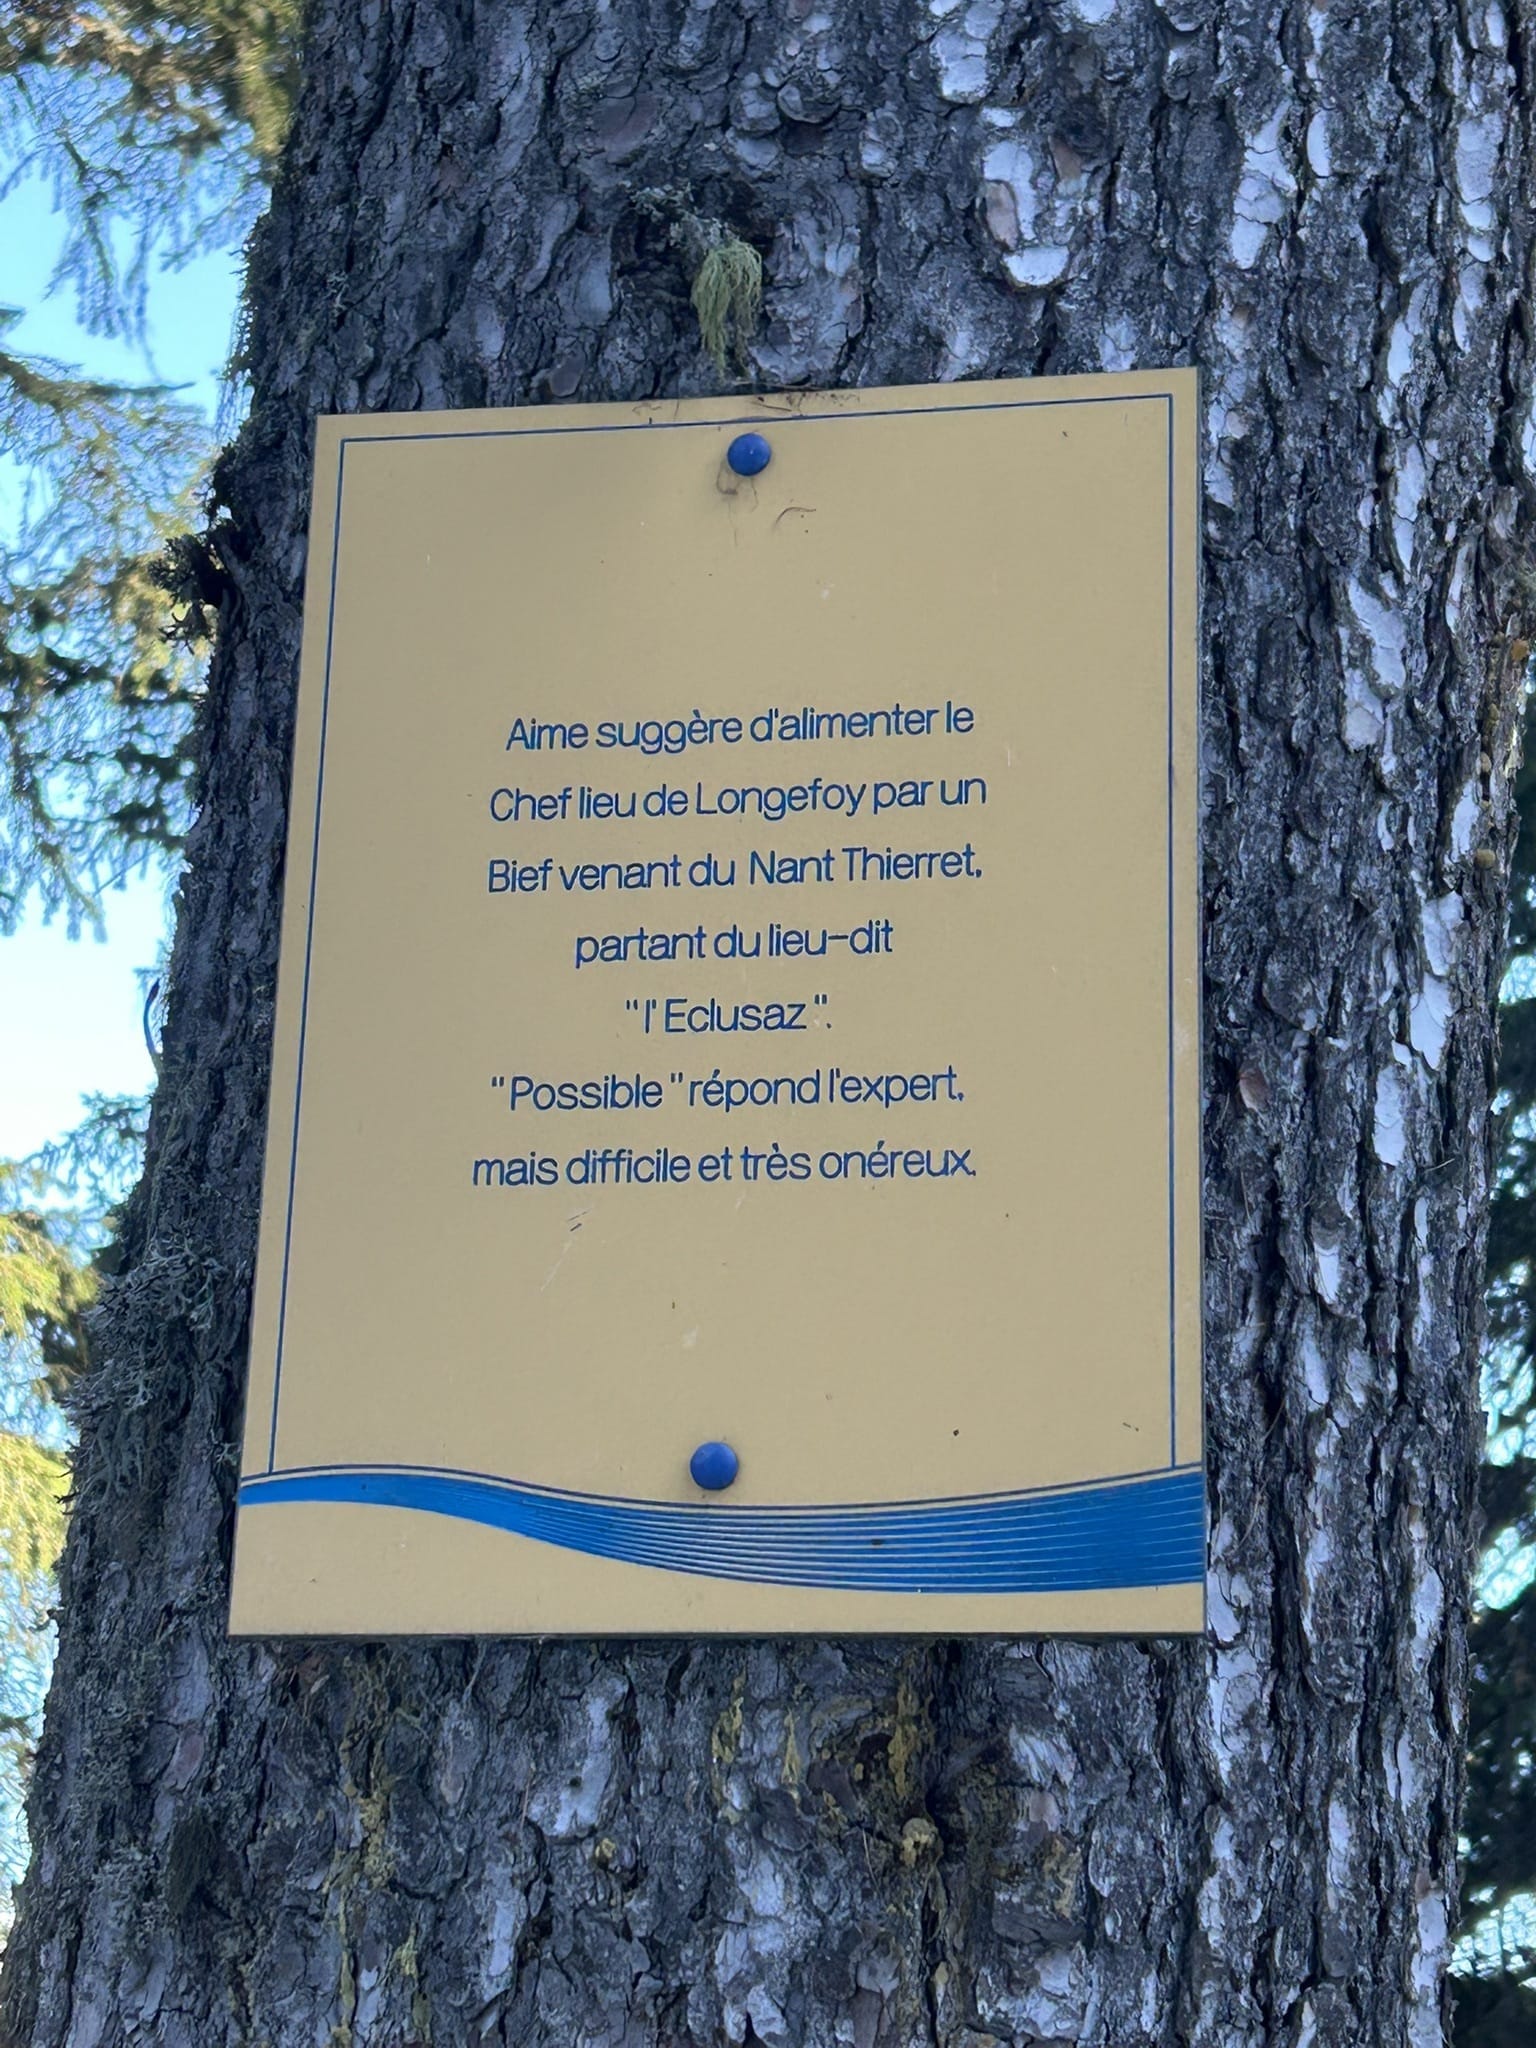 Aime suggère d'alimenter le
Chef lieu de Longefoy par un
Bief venant du Nant Thierret,
partant du lieu-dit
"l' Eclusaz ".
"Possible " répond l'expert,
mais difficile et très onéreux.